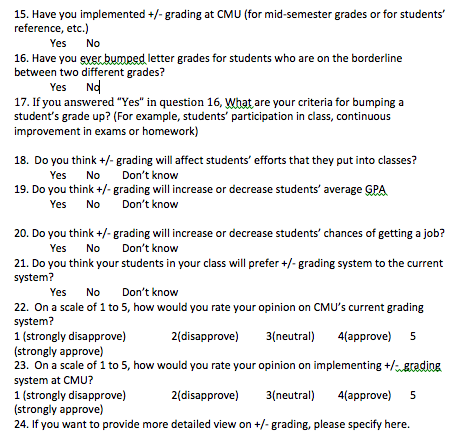 15. Have you implemented +/- grading at CMU (for mid-semester grades or for students'
reference, etc.)
Yes No
16. Have you ever bumped letter grades for students who are on the borderline
between two different grades?
Yes No
17. If you answered "Yes" in question 16, What are your criteria for bumping a
student's grade up? (For example, students' participation in class, continuous
improvement in exams or homework)
18. Do you think +/- grading will affect students' efforts that they put into classes?
Yes No Don't know
19. Do you think +/- grading will increase or decrease students' average GPA
Yes No Don't know
20. Do you think +/- grading will increase or decrease students' chances of getting a job?
Yes No Don't know
21. Do you think your students in your class will prefer +/- grading system to the current
system?
Yes No Don't know
22. On a scale of 1 to 5, how would you rate your opinion on CMU's current grading
system?
1 (strongly disapprove) 2(disapprove) 3(neutral) 4(approve) 5
(strongly approve)
23. On a scale of 1 to 5, how would you rate your opinion on implementing +/- grading
system at CMU?
1 (strongly disapprove) 2(disapprove) 3(neutral) 4(approve) 5
(strongly approve)
24. If you want to provide more detailed view on +/- grading, please specify here.